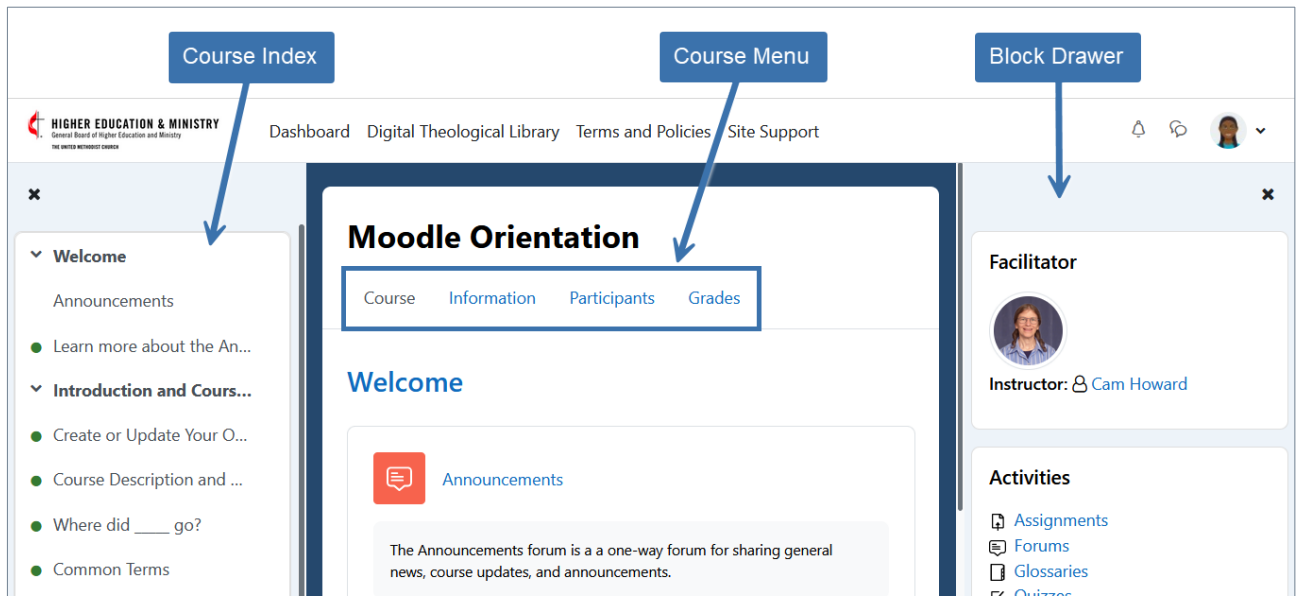 Course Index
Course Menu
Block Drawer
HIGHER EDUCATION & MINISTRY
General Board of Higher Education and Ministry
THE UNITED METHODIST CHURCH
Dashboard Digital Theological Library Terms and Policies Site Support
Welcome
Announcements
Learn more about the An...
Introduction and Cours...
Create or Update Your O...
Course Description and ...
Where did ____ go?
Common Terms
Moodle Orientation
Course Information Participants Grades
Welcome
Announcements
The Announcements forum is a a one-way forum for sharing general
news, course updates, and announcements.
Facilitator
Instructor: Cam Howard
Activities
Assignments
Forums
Glossaries
Quizzes